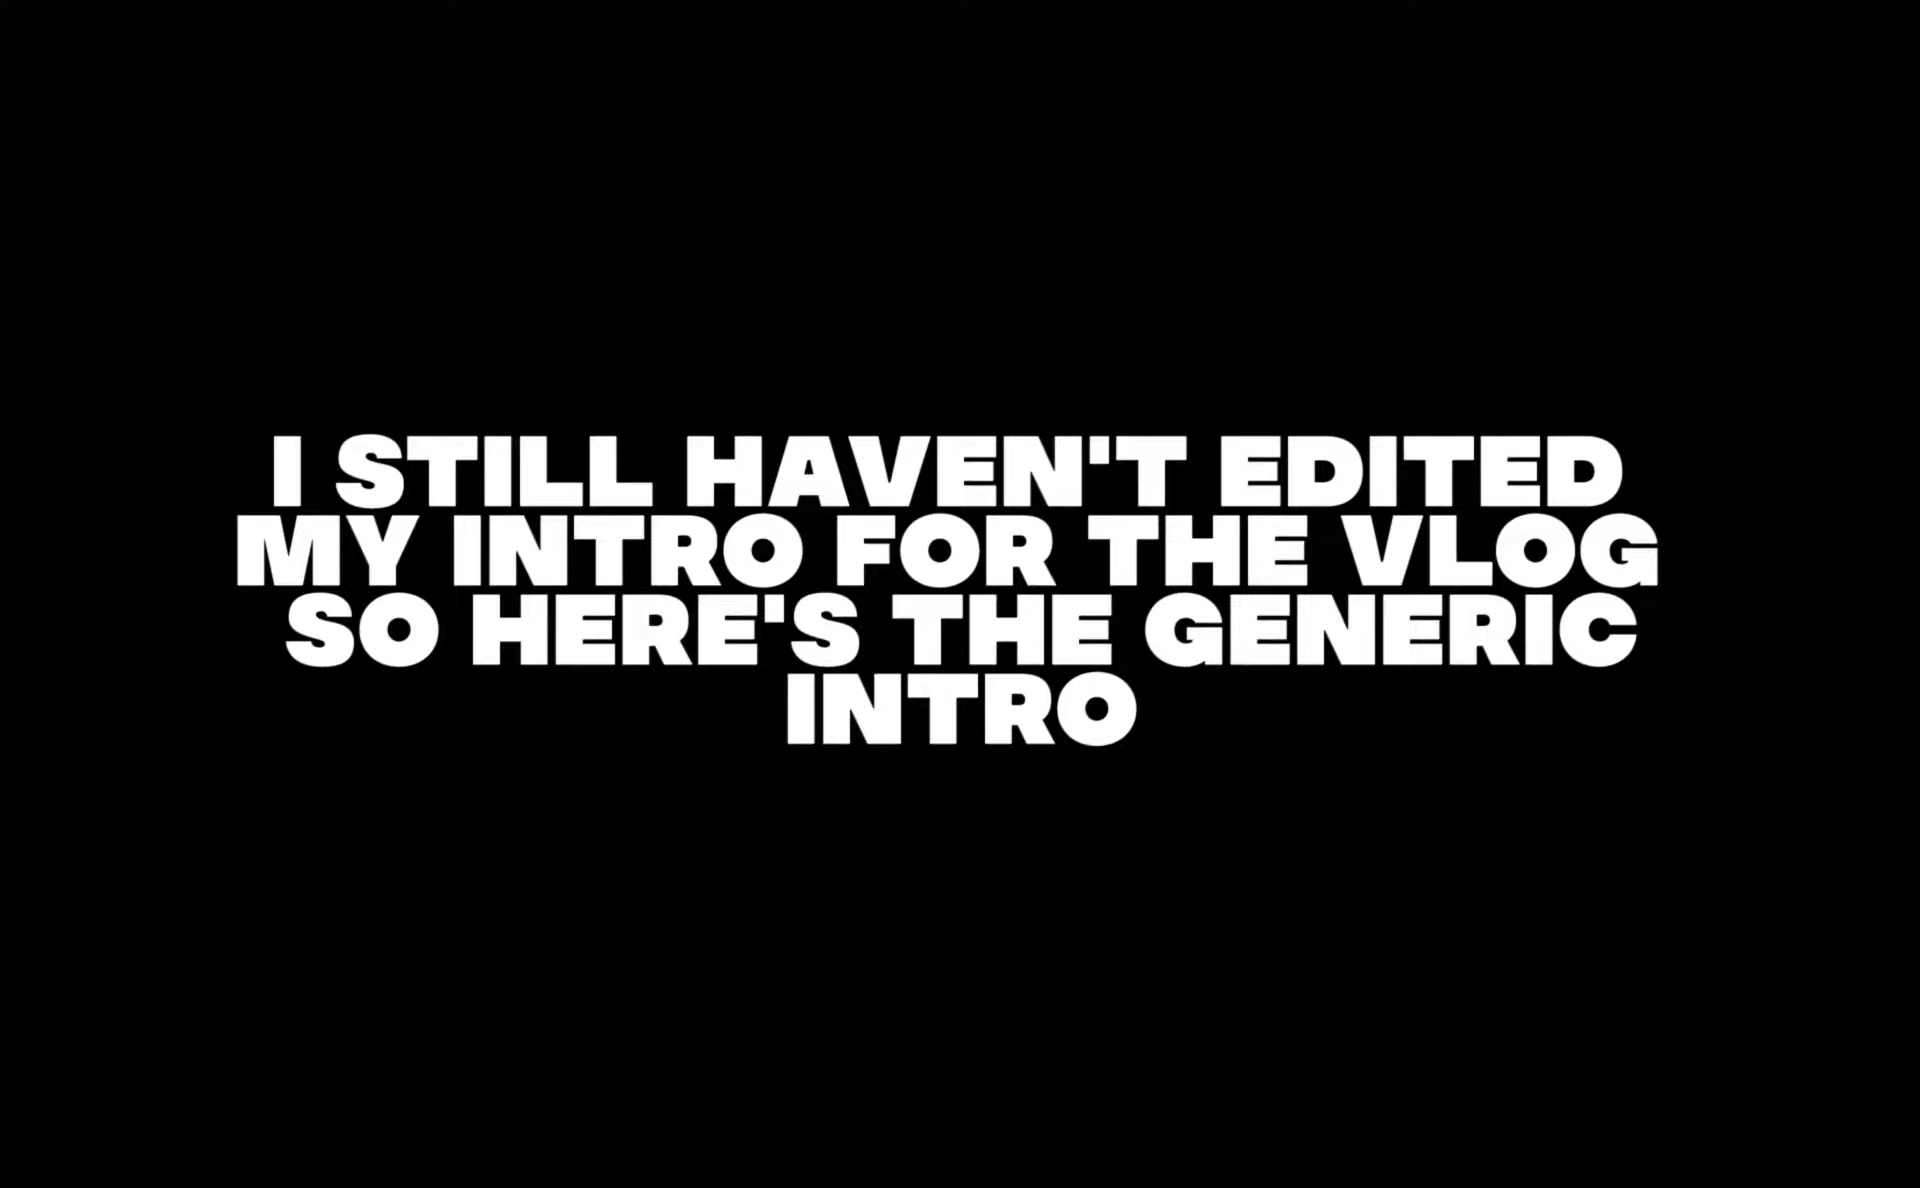 I STILL HAVEN'T EDITED
MY INTRO FOR THE VLOG
SO HERE'S THE GENERIC
INTRO